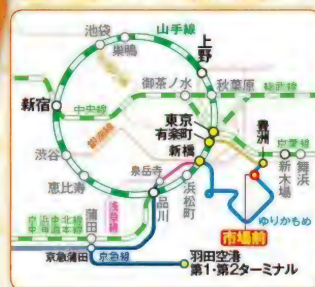 山手線
池袋
巣鴨
上野
御茶ノ水
秋葉原
総武線
新宿
中央線
東京
有楽町
豊洲
京葉線
新橋
渋谷
泉岳寺
新木場
舞浜
恵比寿
品川
浜松町
ゆりかもめ
浅草線
蒲田
市場前
京急蒲田
京急線
羽田空港
第1・第2ターミナル